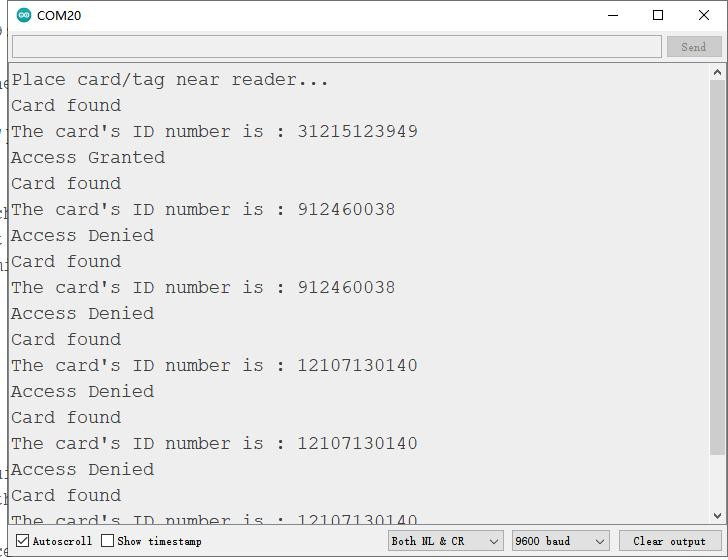 COM20
Send
Place card/tag near reader...
Card found
The card's ID number is : 31215123949
Access Granted
Card found
The card's ID number is : 912460038
Access Denied
Card found
The card's ID number is : 912460038
Access Denied
Card found
The card's ID number is : 12107130140
Access Denied
Card found
The card's ID number is : 12107130140
Access Denied
Card found
The card's ID number is : 12107130140
Autoscroll Show timestamp Both NL & CR 9600 baud Clear output